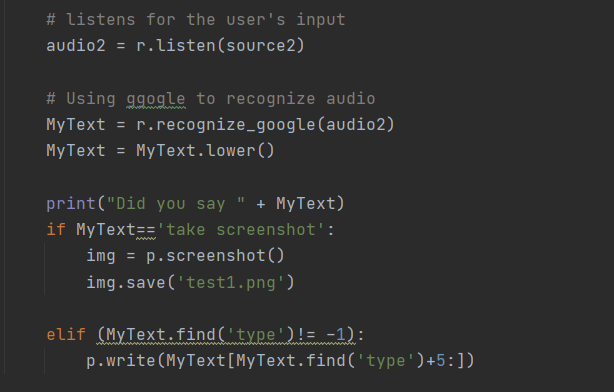 # listens for the user's input
audio2 = r.listen(source2)
# Using ggogle to recognize audio
MyText = r.recognize_google(audio2)
MyText = MyText.lower()
print("Did you say " + MyText)
if MyText=='take screenshot':
img = p.screenshot()
img.save('test1.png')
elif (MyText.find('type')!= -1):
p.write(MyText[MyText.find('type')+5:])